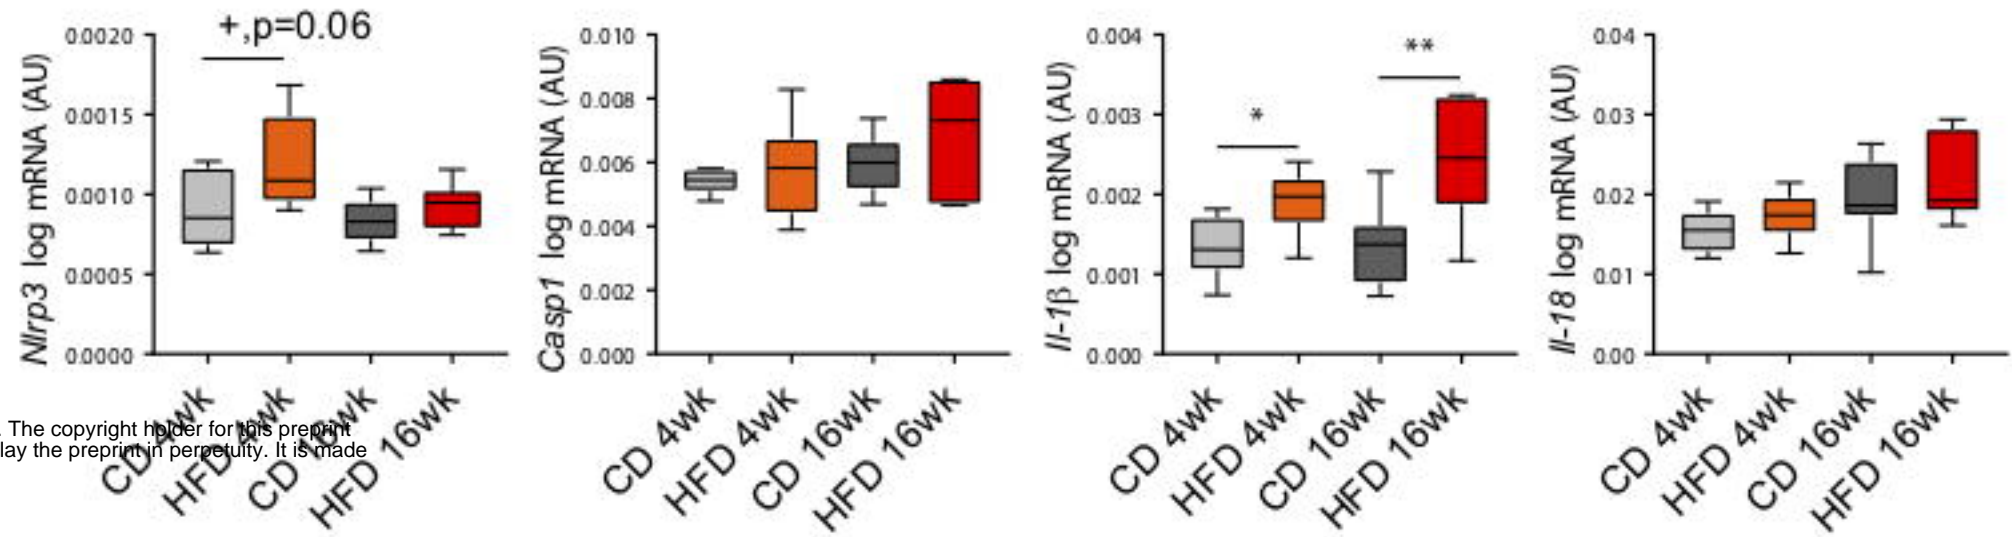 Nlrp3 log mRNA (AU)
+,p=0.06
0.0020
0.0015
0.0010
0.0005
0.0000
CD 4wk
HFD 4wk
CD 16wk
HFD 16wk
Casp1 log mRNA (AU)
0.010
0.008
0.006
0.004
0.002
0.000
CD 4wk
HFD 4wk
CD 16wk
HFD 16wk
Il-1β log mRNA (AU)
0.004
0.003
0.002
0.001
0.000
*
**
CD 4wk
HFD 4wk
CD 16wk
HFD 16wk
Il-18 log mRNA (AU)
0.04
0.03
0.02
0.01
0.00
CD 4wk
HFD 4wk
CD 16wk
HFD 16wk
. The copyright holder for this preprint
lay the preprint in perpetuity. It is made